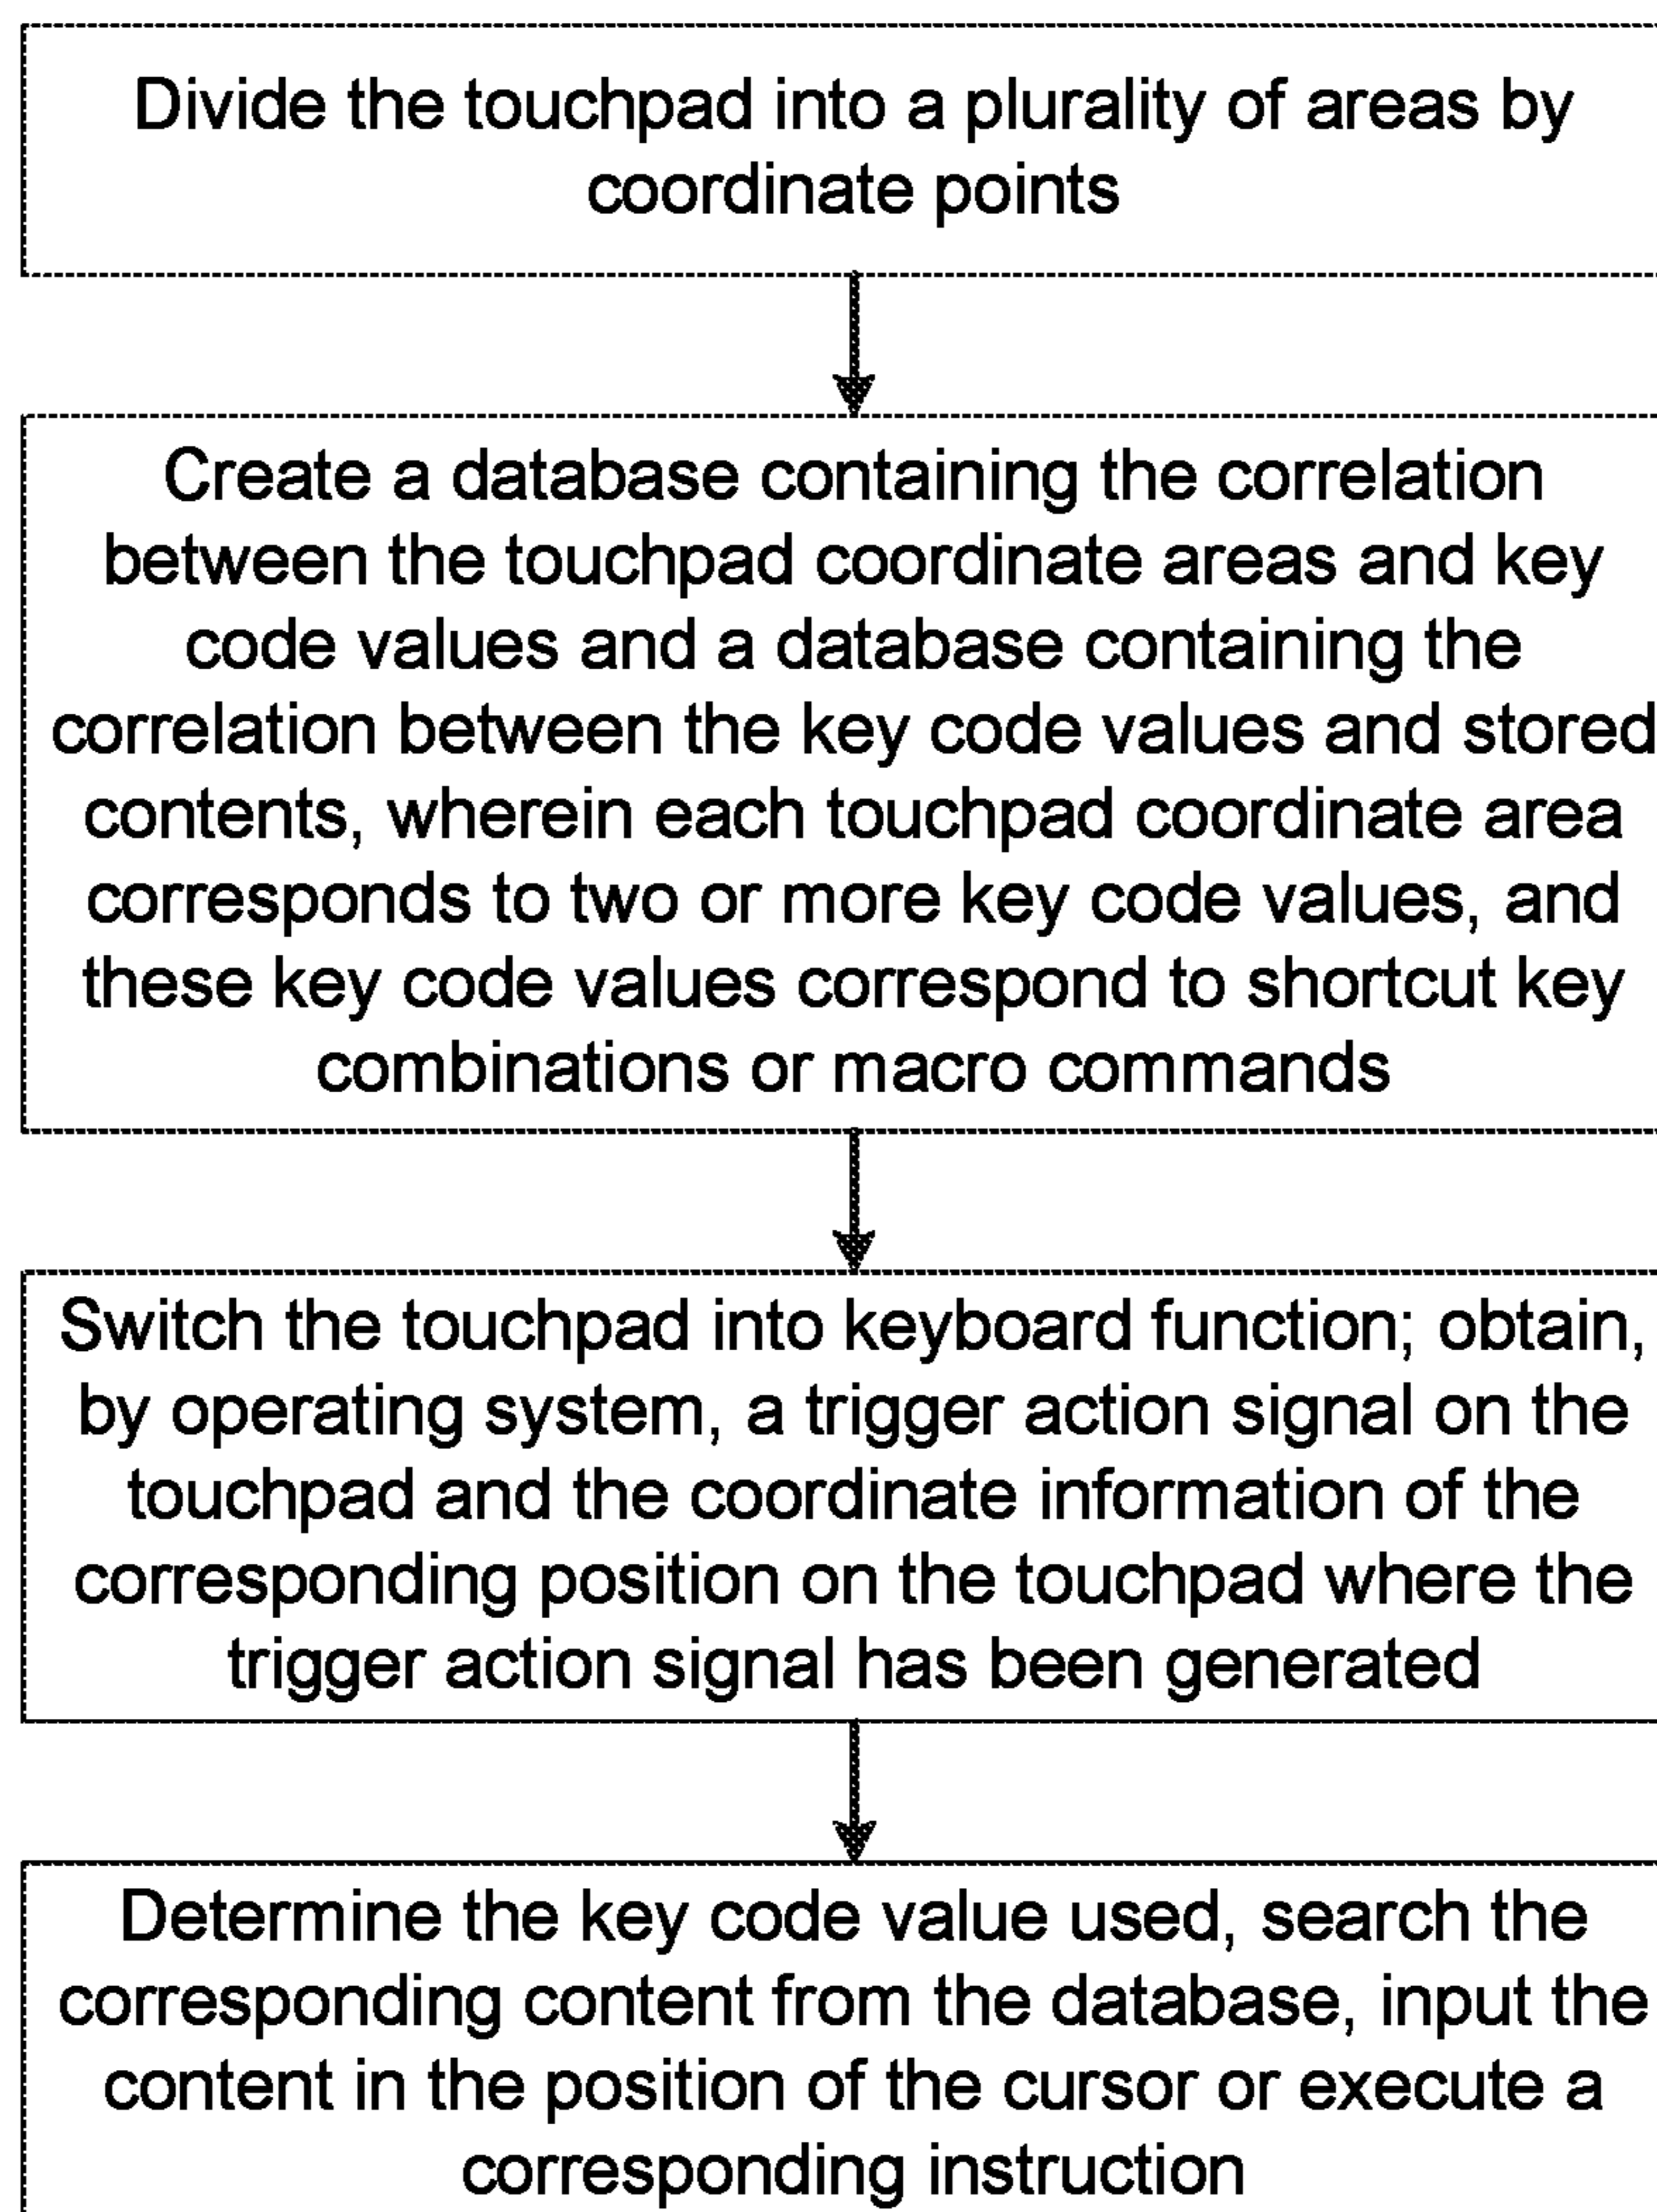 Divide the touchpad into a plurality of areas by
coordinate points
Create a database containing the correlation
between the touchpad coordinate areas and key
code values and a database containing the
correlation between the key code values and stored
contents, wherein each touchpad coordinate area
corresponds to two or more key code values, and
these key code values correspond to shortcut key
combinations or macro commands
Switch the touchpad into keyboard function; obtain,
by operating system, a trigger action signal on the
touchpad and the coordinate information of the
corresponding position on the touchpad where the
trigger action signal has been generated
Determine the key code value used, search the
corresponding content from the database, input the
content in the position of the cursor or execute a
corresponding instruction